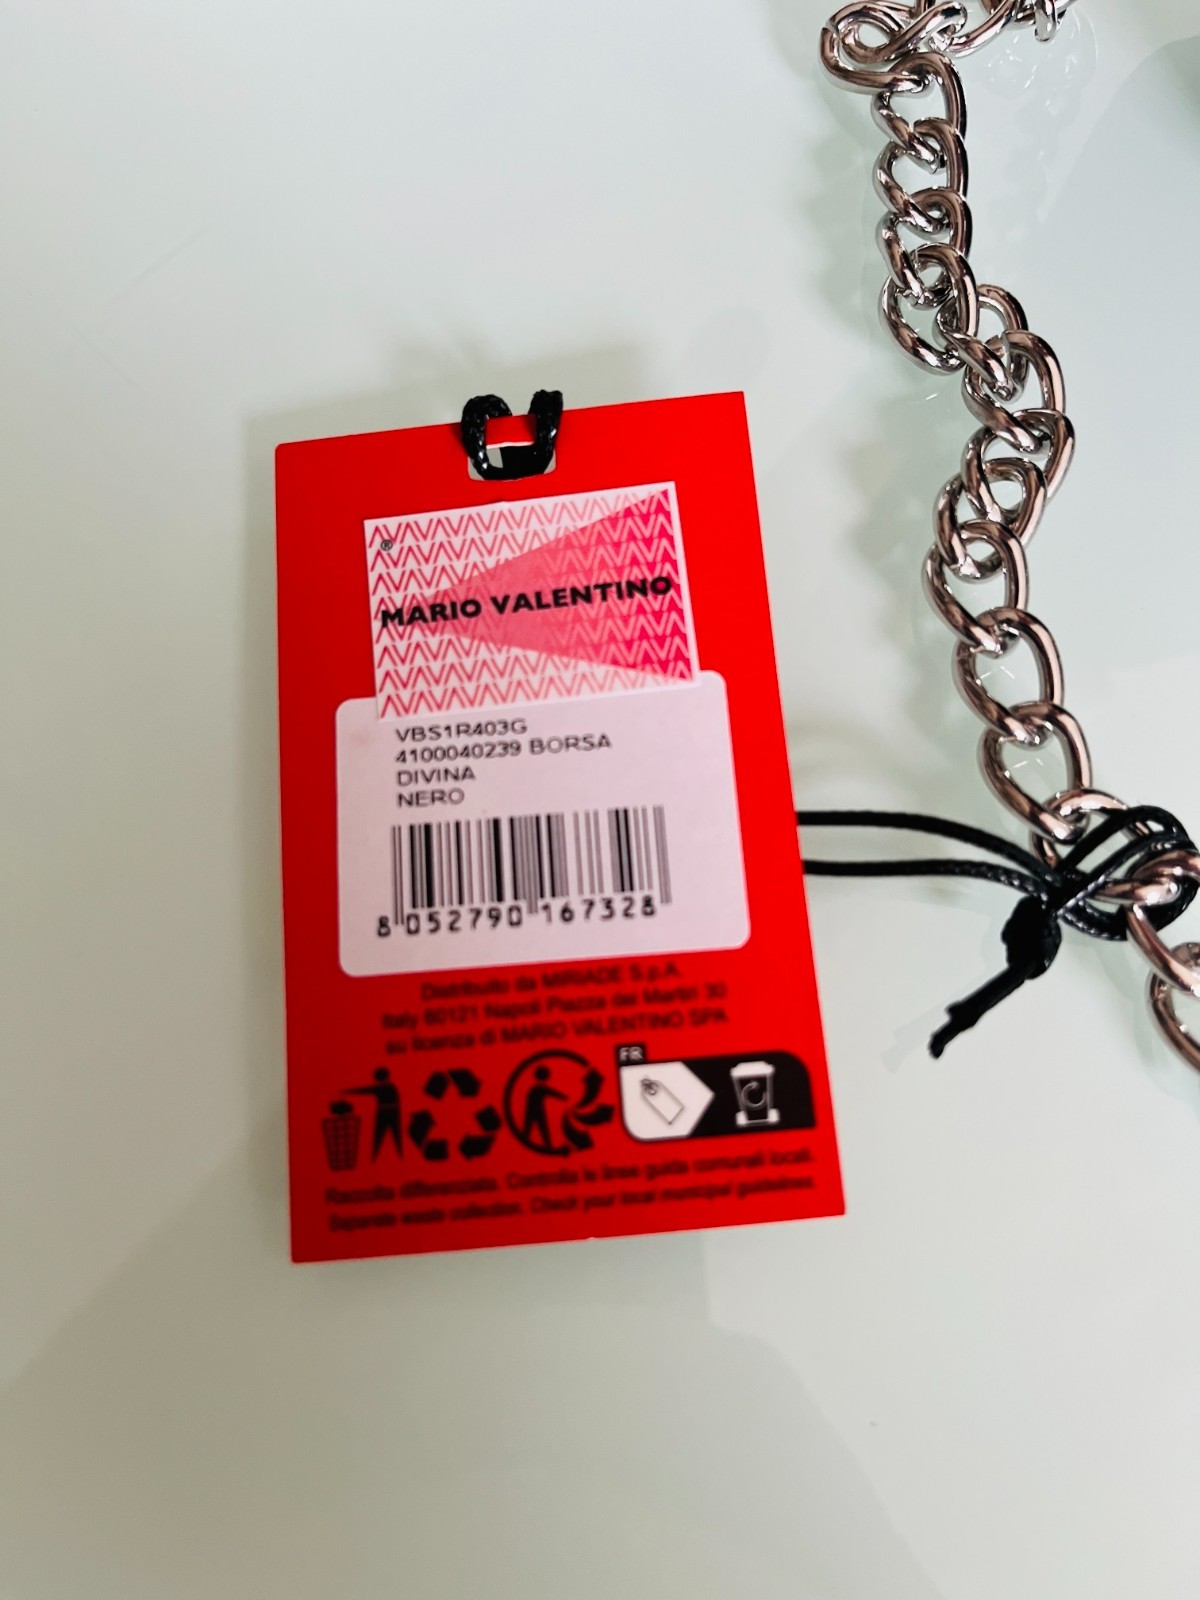 ®
MARIO VALENTINO
VBS1R403G
4100040239 BORSA
DIVINA
NERO
8 052790 167328
Distribuito da MIRIADE S.p.A.
Italy 80121 Napoli Piazza dei Martiri 30
su licenza di MARIO VALENTINO SPA
FR
Raccolta differenziata. Controlla le linee guida comunali locali.
Separate waste collection. Check your local municipal guidelines.